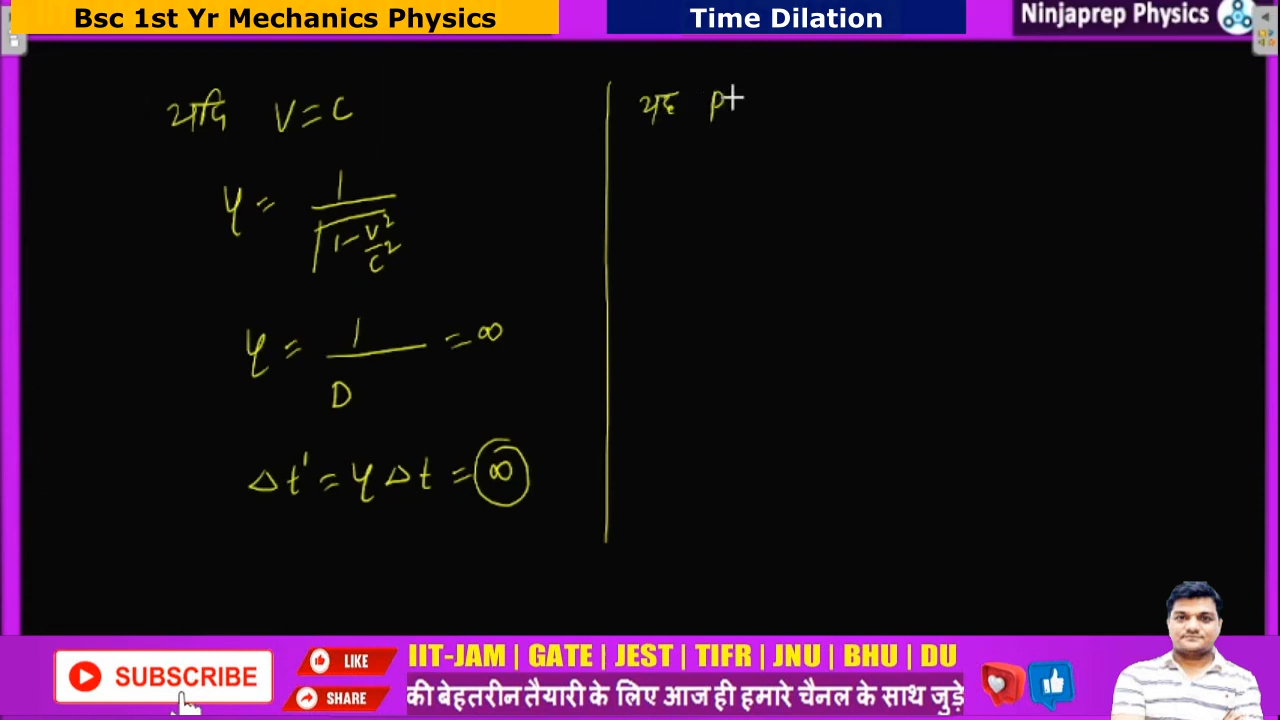 Bsc 1st Yr Mechanics Physics
Time Dilation
Ninjaprep Physics
यदि V = C
γ = 1 / √1 - V² / C²
γ = 1 / 0 = ∞
Δt' = γ Δt = ∞
यह
SUBSCRIBE
LIKE
SHARE
IIT-JAM | GATE | JEST | TIFR | JNU | BHU | DU
की बेहतरीन तैयारी के लिए आज ही हमारे चैनल के साथ जुड़े